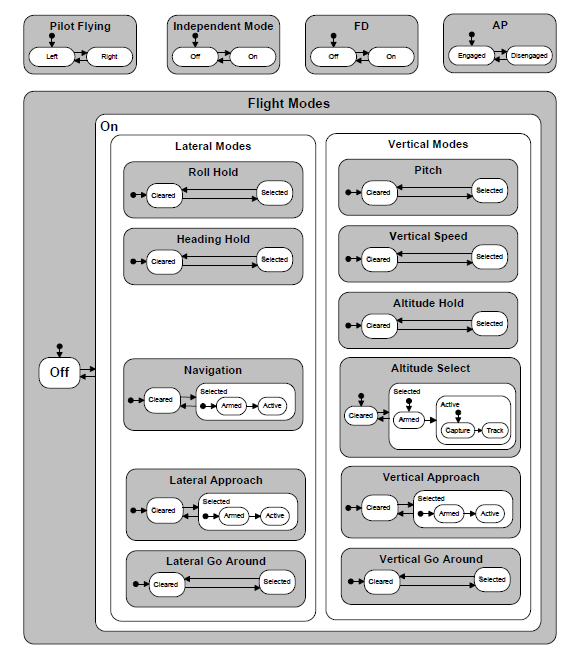 Pilot Flying
Left
Right
Independent Mode
Off
On
FD
Off
On
AP
Engaged
Disengaged
Flight Modes
Off
On
Lateral Modes
Roll Hold
Cleared
Selected
Heading Hold
Cleared
Selected
Navigation
Cleared
Selected
Armed
Active
Lateral Approach
Cleared
Selected
Armed
Active
Lateral Go Around
Cleared
Selected
Vertical Modes
Pitch
Cleared
Selected
Vertical Speed
Cleared
Selected
Altitude Hold
Cleared
Selected
Altitude Select
Cleared
Selected
Armed
Active
Capture
Track
Vertical Approach
Cleared
Selected
Armed
Active
Vertical Go Around
Cleared
Selected